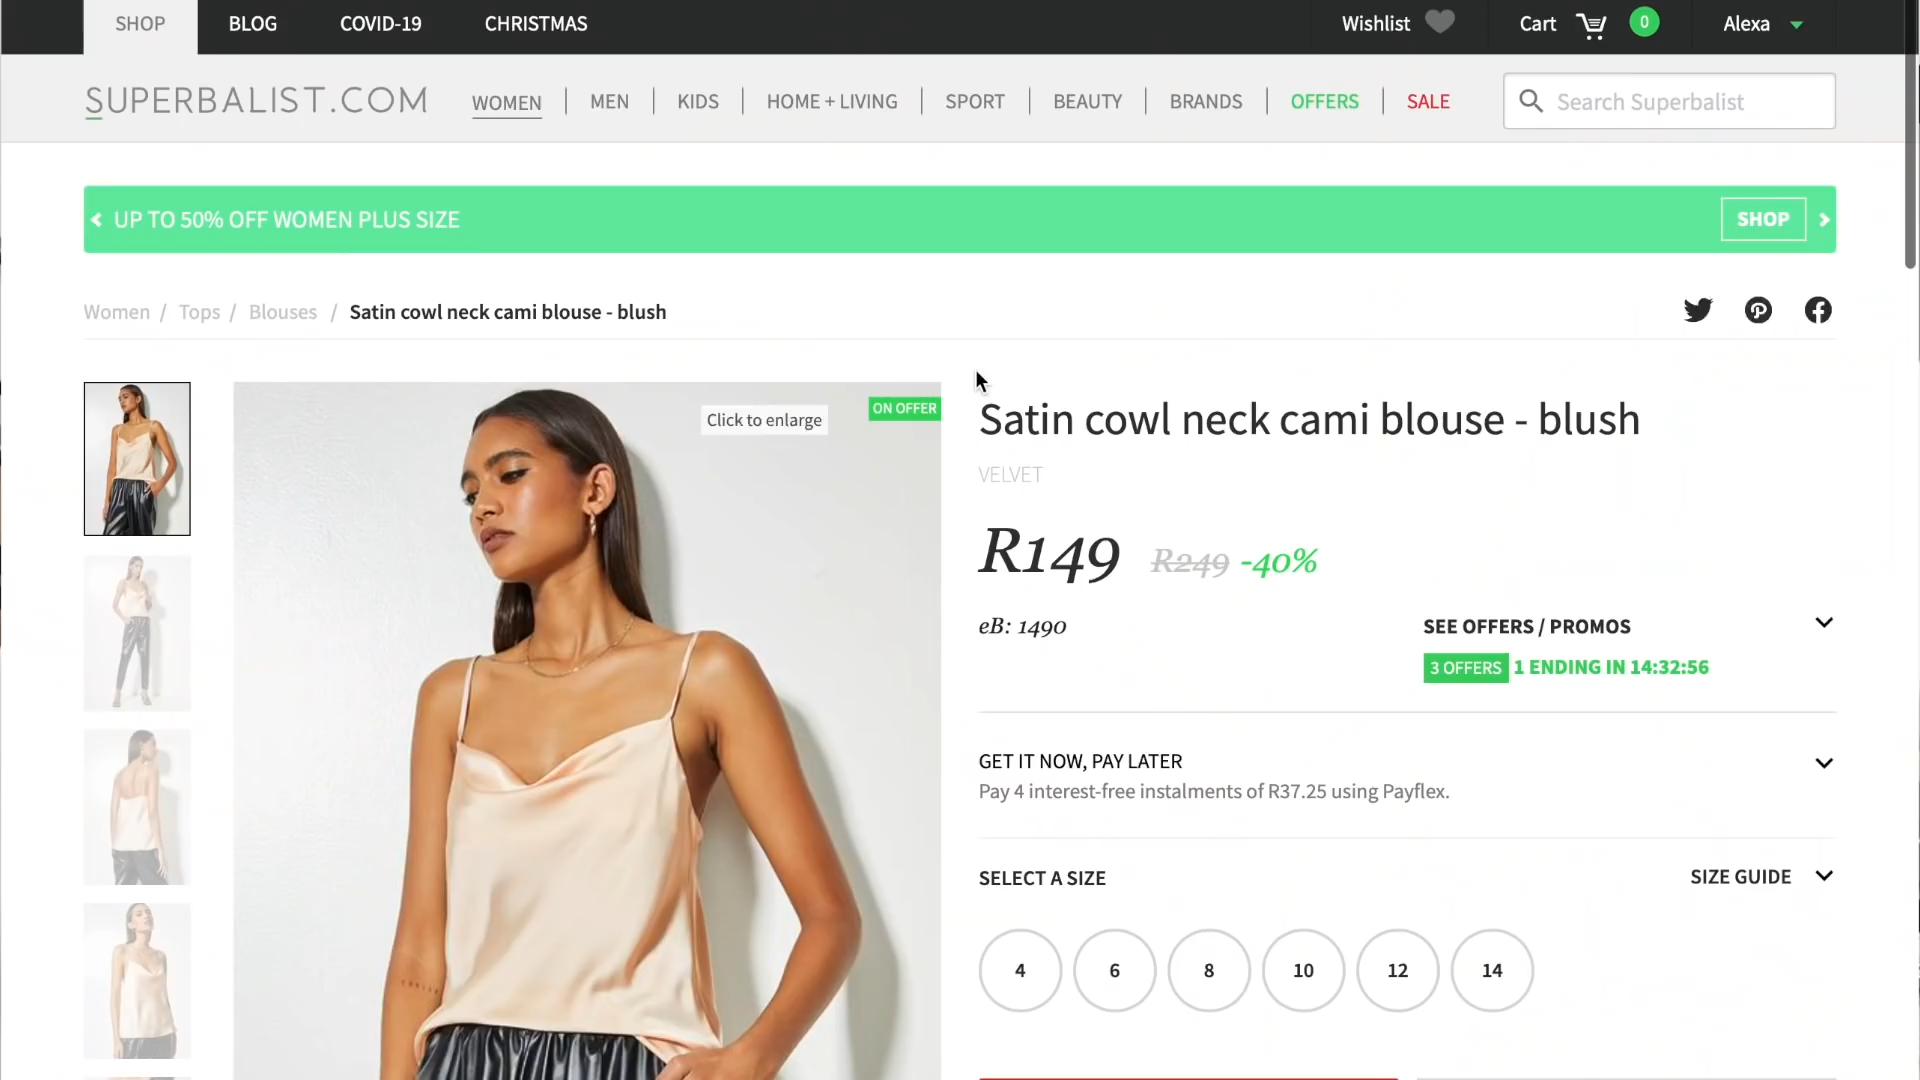 SHOP
BLOG
COVID-19
CHRISTMAS
Wishlist
Cart
0
Alexa
SUPERBALIST.COM
WOMEN
MEN
KIDS
HOME + LIVING
SPORT
BEAUTY
BRANDS
OFFERS
SALE
Search Superbalist
UP TO 50% OFF WOMEN PLUS SIZE
SHOP
Women / Tops / Blouses / Satin cowl neck cami blouse - blush
Click to enlarge
ON OFFER
Satin cowl neck cami blouse - blush
VELVET
R149 R249 -40%
eB: 1490
SEE OFFERS / PROMOS
3 OFFERS 1 ENDING IN 14:32:56
GET IT NOW, PAY LATER
Pay 4 interest-free instalments of R37.25 using Payflex.
SELECT A SIZE
SIZE GUIDE
4 6 8 10 12 14